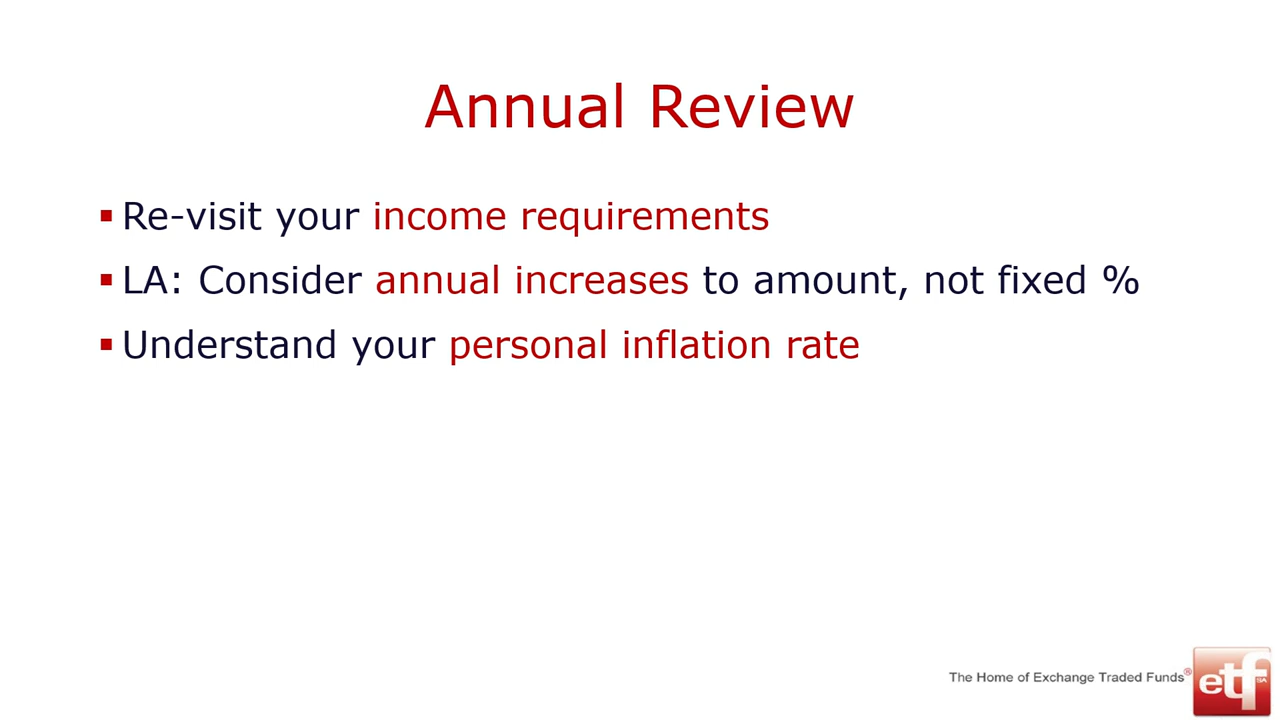 Annual Review
▪ Re-visit your income requirements
▪ LA: Consider annual increases to amount, not fixed %
▪ Understand your personal inflation rate
The Home of Exchange Traded Funds®
etf
SA